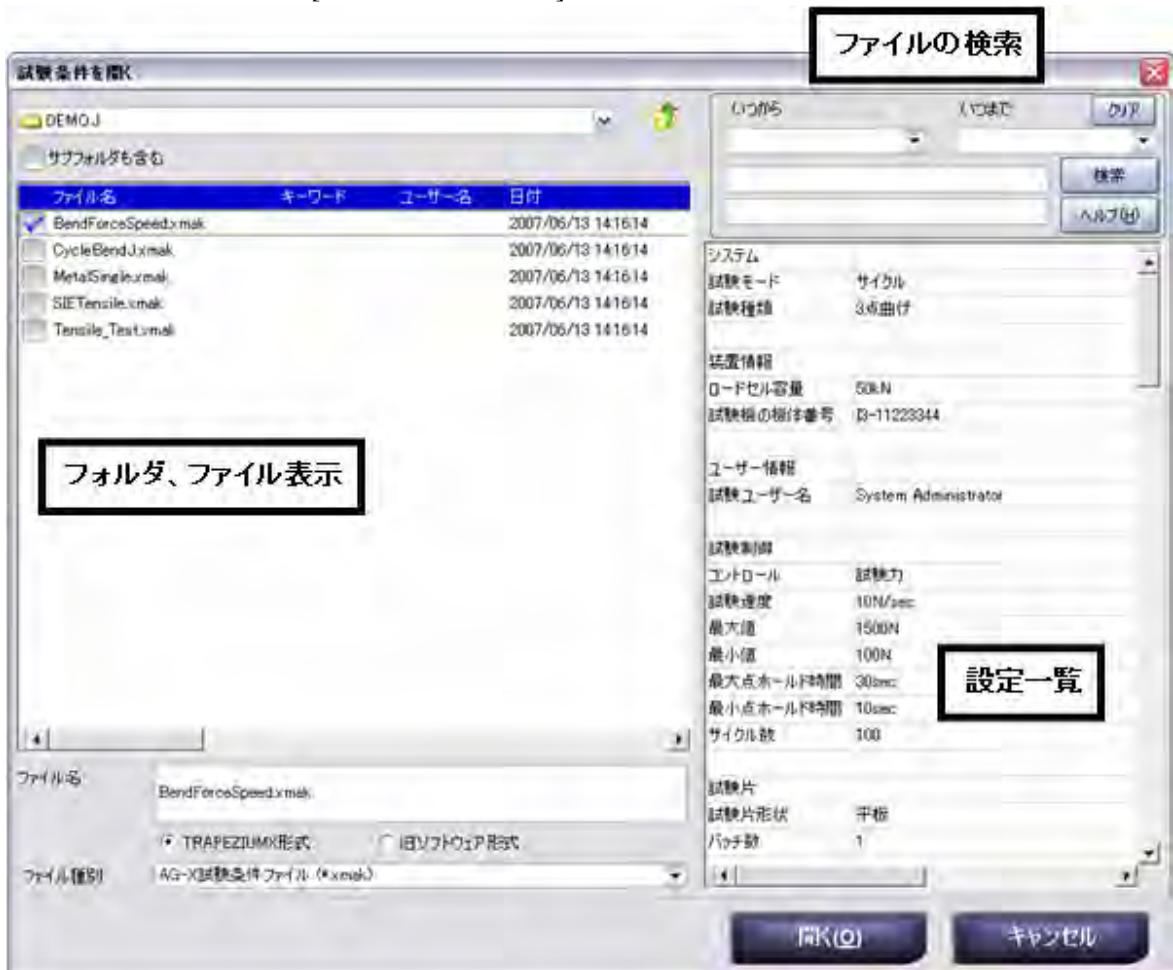 ファイルの検索
試験条件を開く
DEMOJ
サブフォルダも含む
ファイル名 キーワード ユーザー名 日付
BendForceSpeed.xmak 2007/06/13 14:16:14
CycleBendJ.xmak 2007/06/13 14:16:14
MetalSingle.xmak 2007/06/13 14:16:14
SIETensile.xmak 2007/06/13 14:16:14
Tensile_Test.xmak 2007/06/13 14:16:14
フォルダ、ファイル表示
ファイル名
BendForceSpeed.xmak
TRAPEZIUMX形式 旧ソフトウェア形式
ファイル種別 AG-X試験条件ファイル (*.xmak)
いつから いつまで クリア
検索
ヘルプ(H)
システム
試験モード サイクル
試験種類 3点曲げ
装置情報
ロードセル容量 50kN
試験機の機体番号 I3-11223344
ユーザー情報
試験ユーザー名 System Administrator
試験制御
コントロール 試験力
試験速度 10N/sec
最大値 1500N
最小値 100N
最大点ホールド時間 30sec
最小点ホールド時間 10sec
サイクル数 100
設定一覧
試験片
試験片形状 平板
バッチ数 1
開く(O) キャンセル